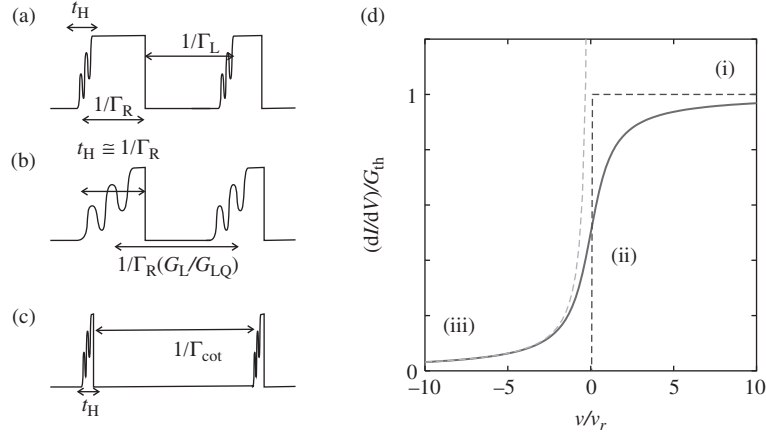 (a)
t_H
1/Γ_L
1/Γ_R
(b)
t_H ≅ 1/Γ_R
1/Γ_R(G_L/G_LQ)
(c)
1/Γ_cot
t_H
(d)
(i)
1
(dI/dV)/G_th
(ii)
(iii)
0
−10
−5
0
5
10
v/v_r